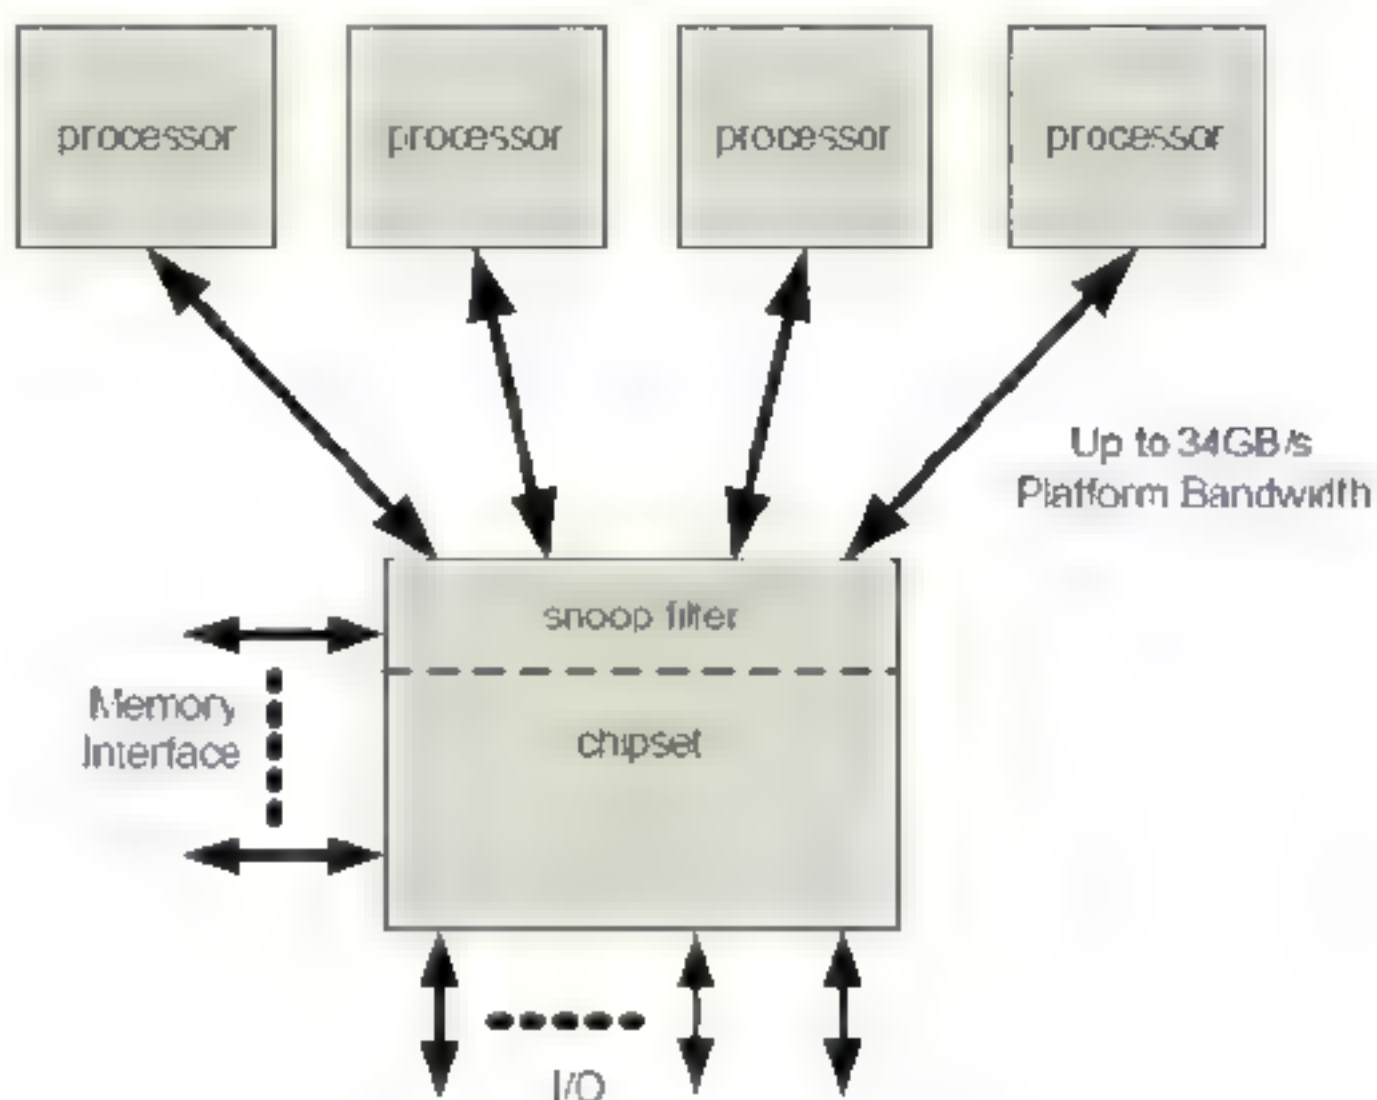 processor
processor
processor
processor
Up to 34GB/s
Platform Bandwidth
snoop filter
Memory
Interface
chipset
I/O